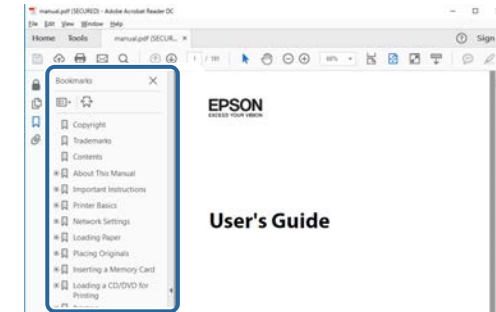 manual.pdf (SECURED) - Adobe Acrobat Reader DC
File Edit View Window Help
Home Tools manual.pdf (SECUR... ×
Sign
1 / 181
Bookmarks
EPSON
EXCEED YOUR VISION
Copyright
Trademarks
Contents
About This Manual
Important Instructions
Printer Basics
Network Settings
User's Guide
Loading Paper
Placing Originals
Inserting a Memory Card
Loading a CD/DVD for
Printing